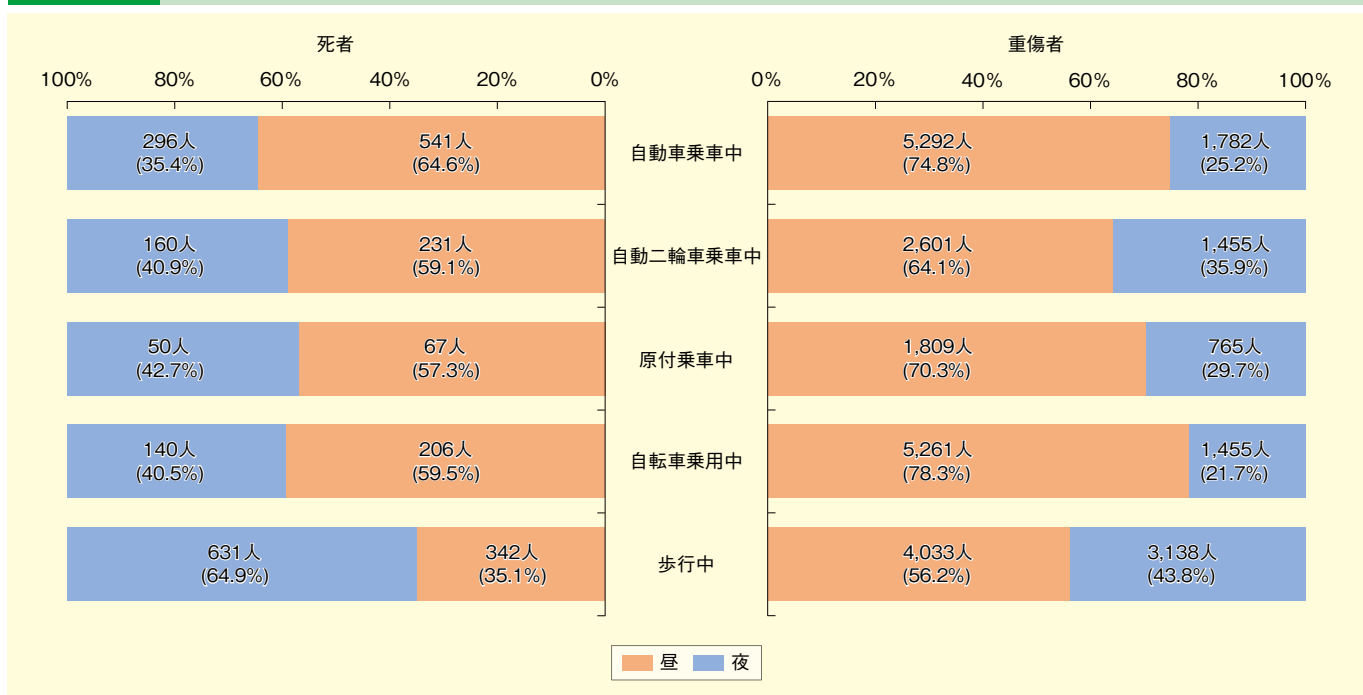 死者
重傷者
100% 80% 60% 40% 20% 0%
0% 20% 40% 60% 80% 100%
296人
(35.4%)
541人
(64.6%)
自動車乗車中
5,292人
(74.8%)
1,782人
(25.2%)
160人
(40.9%)
231人
(59.1%)
自動二輪車乗車中
2,601人
(64.1%)
1,455人
(35.9%)
50人
(42.7%)
67人
(57.3%)
原付乗車中
1,809人
(70.3%)
765人
(29.7%)
140人
(40.5%)
206人
(59.5%)
自転車乗用中
5,261人
(78.3%)
1,455人
(21.7%)
631人
(64.9%)
342人
(35.1%)
歩行中
4,033人
(56.2%)
3,138人
(43.8%)
昼 夜